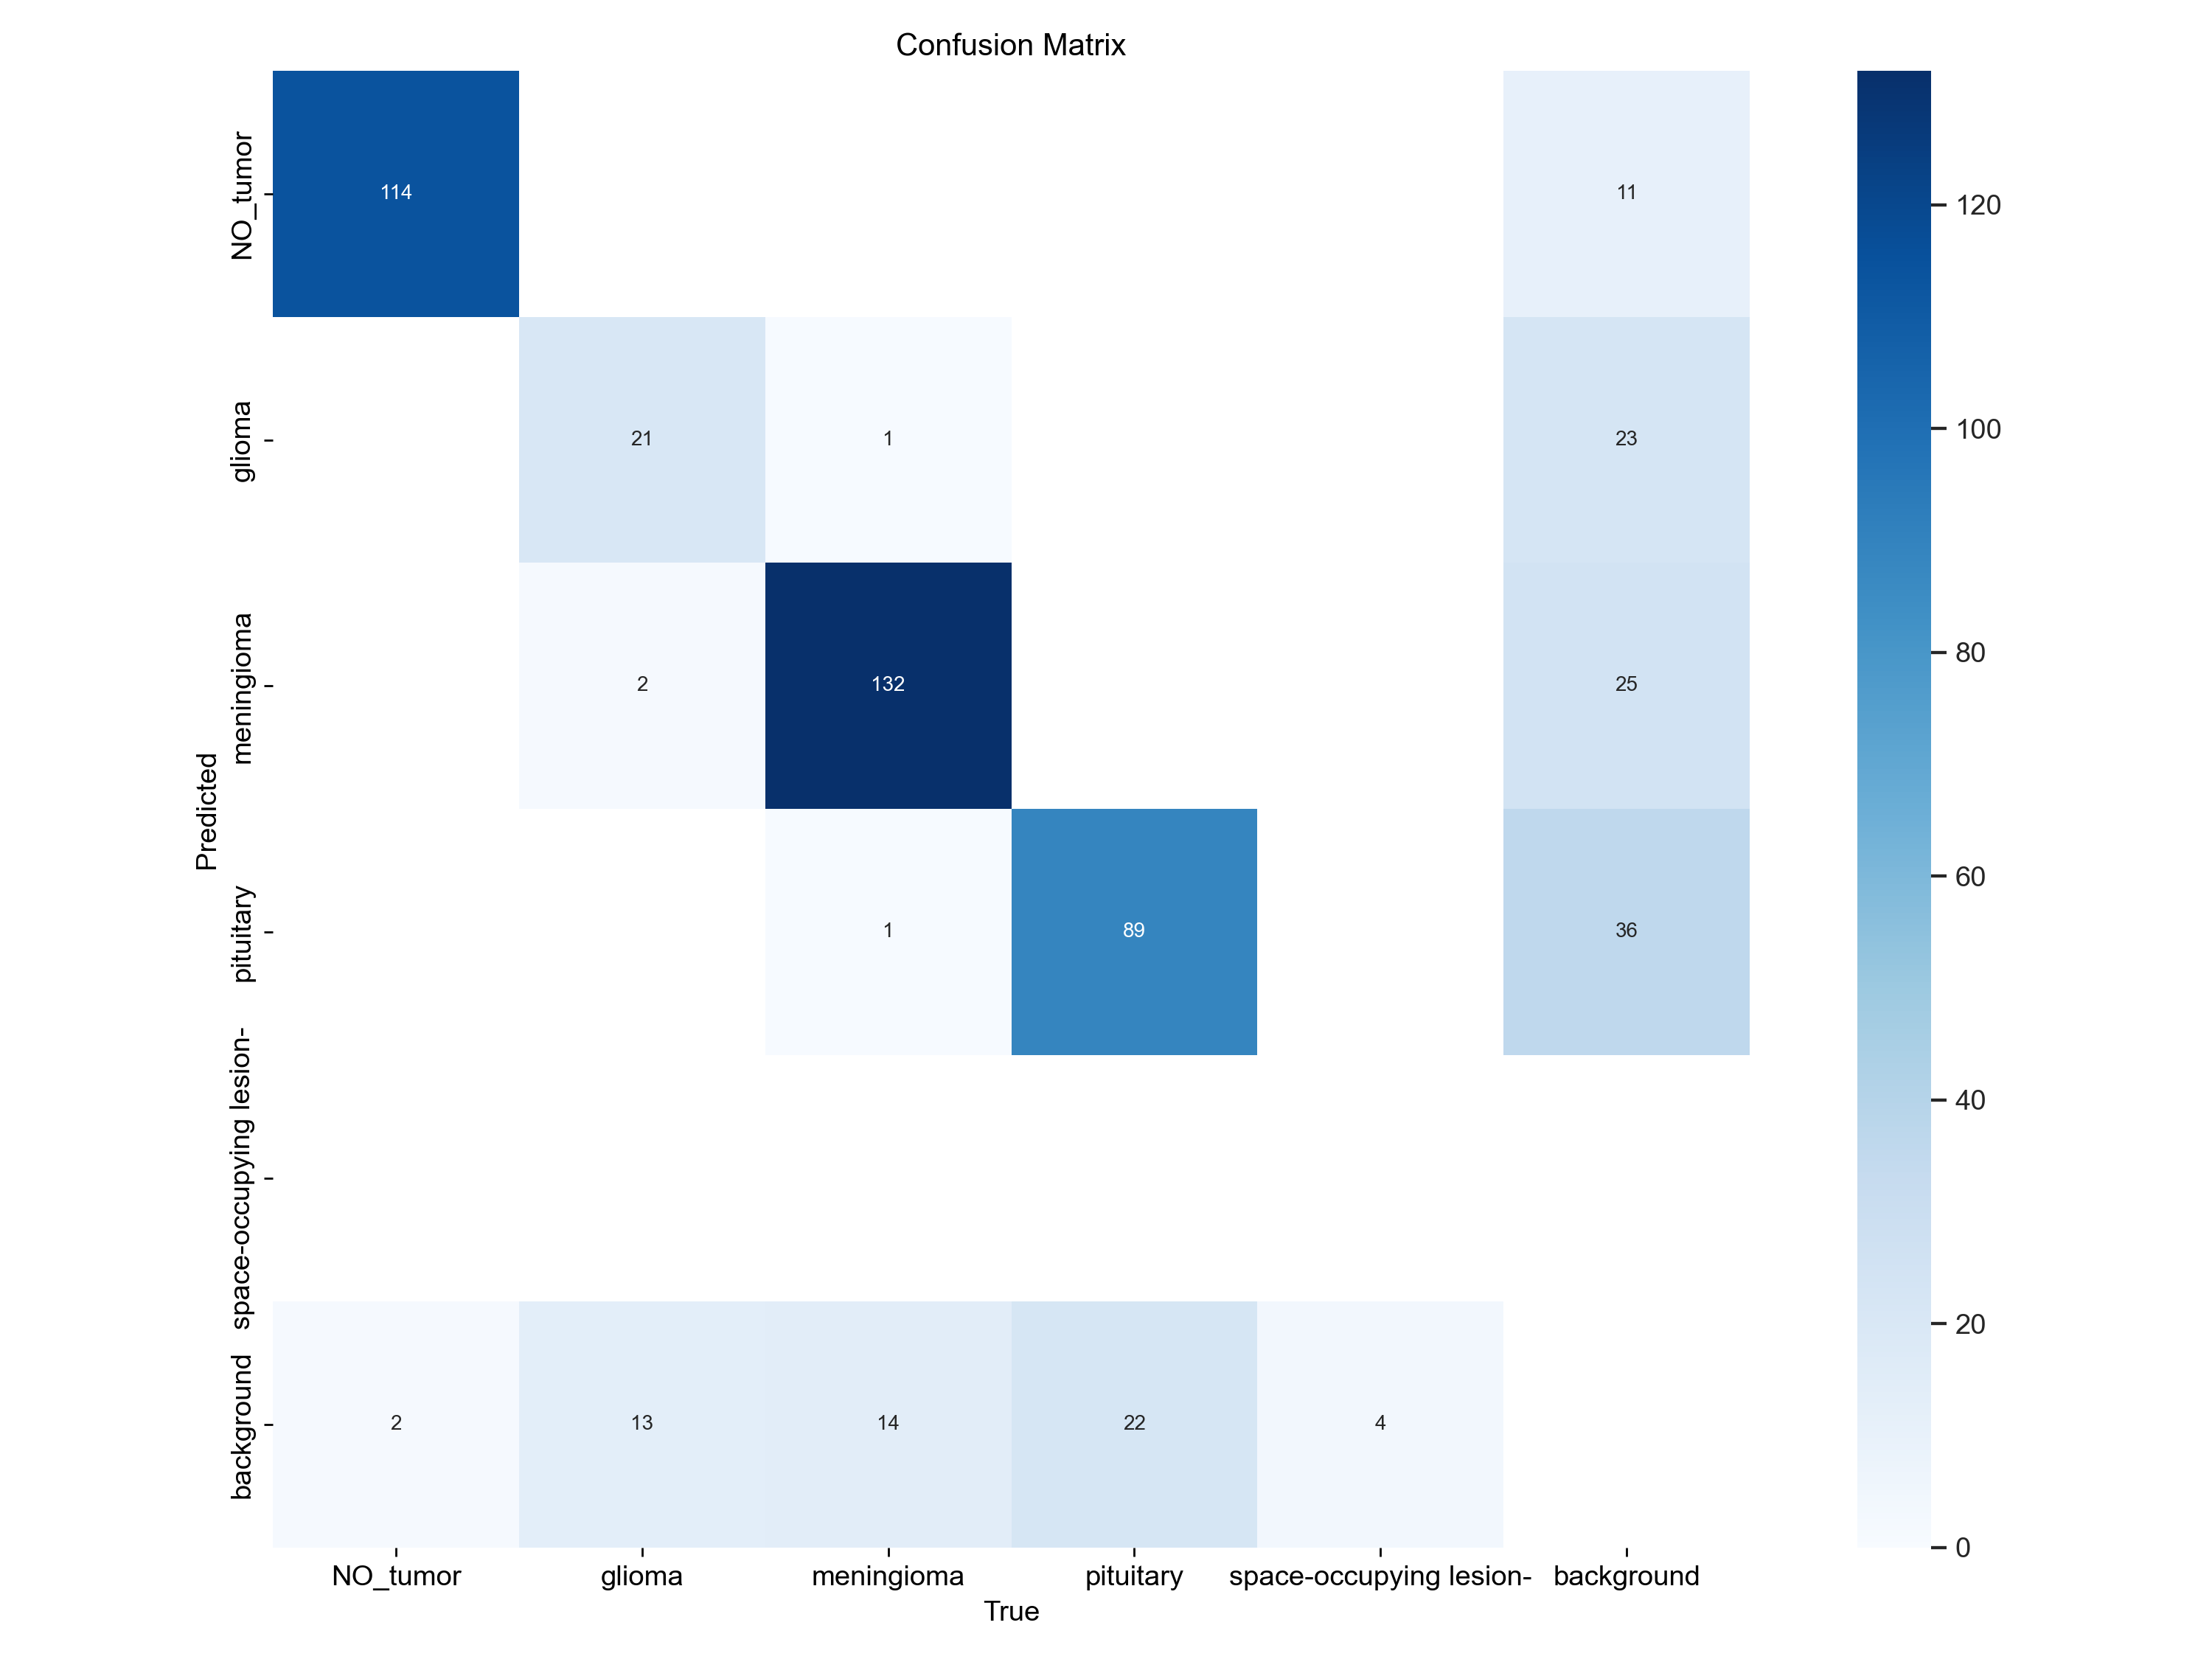 Confusion Matrix
NO_tumor
114
11
120
glioma
21
1
23
100
meningioma
2
132
25
80
Predicted
pituitary
1
89
36
60
space-occupying lesion-
40
background
2
13
14
22
4
20
0
NO_tumor
glioma
meningioma
pituitary
space-occupying lesion-
background
True